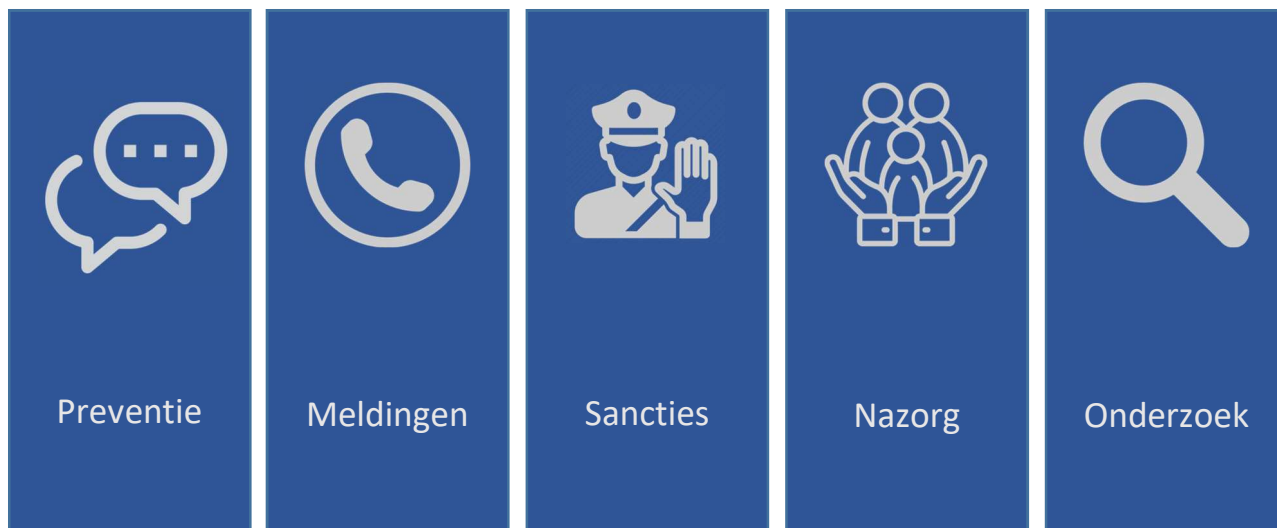 Preventie
Meldingen
Sancties
Nazorg
Onderzoek